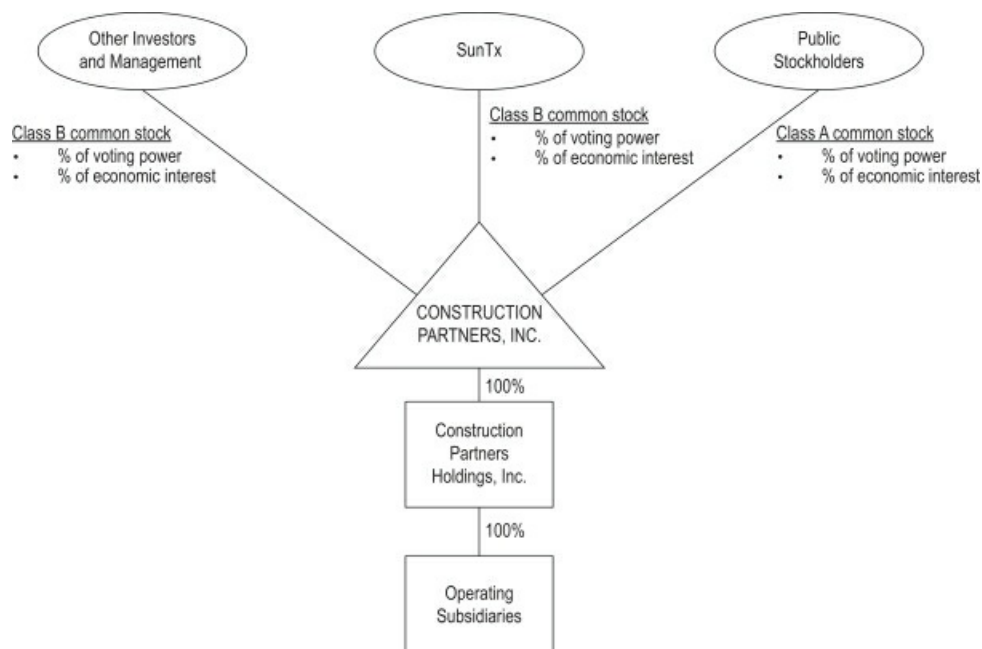 Other Investors
and Management
SunTx
Public
Stockholders
Class B common stock
• % of voting power
• % of economic interest
Class B common stock
• % of voting power
• % of economic interest
Class A common stock
• % of voting power
• % of economic interest
CONSTRUCTION
PARTNERS, INC.
100%
Construction
Partners
Holdings, Inc.
100%
Operating
Subsidiaries